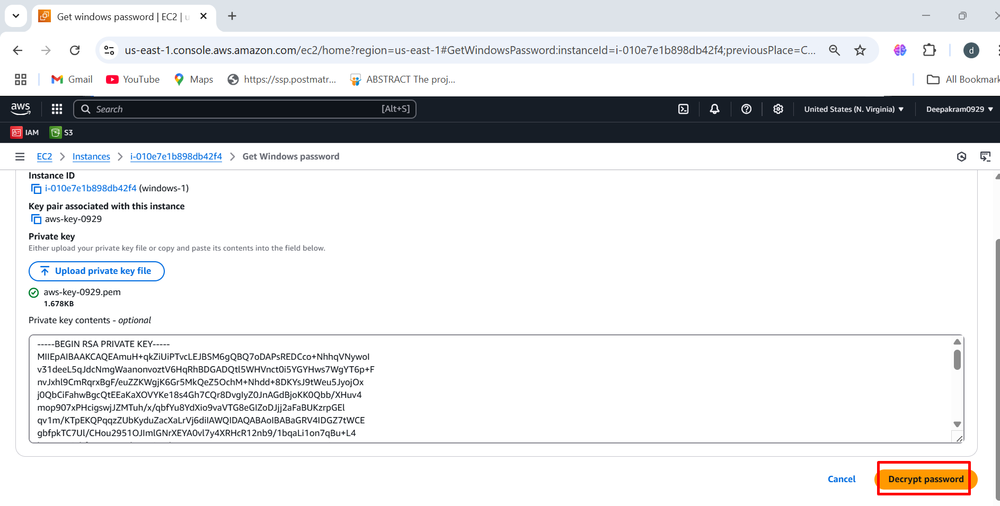 Get windows password | EC2 | u
us-east-1.console.aws.amazon.com/ec2/home?region=us-east-1#GetWindowsPassword:instanceId=i-010e7e1b898db42f4;previousPlace=C...
d
Gmail
YouTube
Maps
https://ssp.postmatr...
ABSTRACT The proj...
All Bookmark
aws
Search
[Alt+S]
United States (N. Virginia)
Deepakram0929
IAM
S3
EC2
Instances
i-010e7e1b898db42f4
Get Windows password
Instance ID
i-010e7e1b898db42f4 (windows-1)
Key pair associated with this instance
aws-key-0929
Private key
Either upload your private key file or copy and paste its contents into the field below.
Upload private key file
aws-key-0929.pem
1.678KB
Private key contents - optional
-----BEGIN RSA PRIVATE KEY-----
MIIEpAIBAAKCAQEAmuH+qkZiUiPTvcLEJBSM6gQBQ7oDAPsREDCco+NhhqVNywoI
v31deeL5qJdcNmgWaanonvoztV6HqRhBDGADQtl5WHVnct0i5YGYHws7WgYT6p+F
nvJxhl9CmRqrxBgF/euZZKWgjK6Gr5MkQeZ5OchM+Nhdd+8DKYsJ9tWeu5JyojOx
j0QbCiFahwBgcQtEEaKaXOVYKe18s4Gh7CQr8DvgIyZ0JnAGdBjoKK0Qbb/XHuv4
mop907xPHcigswjJZMTuh/x/qbfYu8YdXio9vaVTG8eGIZoDJjj2aFaBUKzrpGEl
qv1m/KTpEKQPqqzZUbKyduZacXaLrVj6diIAWQIDAQABAoIBABaGRV4IDGZ7tWCE
gbfpkTC7Ul/CHou2951OJImlGNrXEYA0vl7y4XRHcR12nb9/1bqaLi1on7qBu+L4
Cancel
Decrypt password